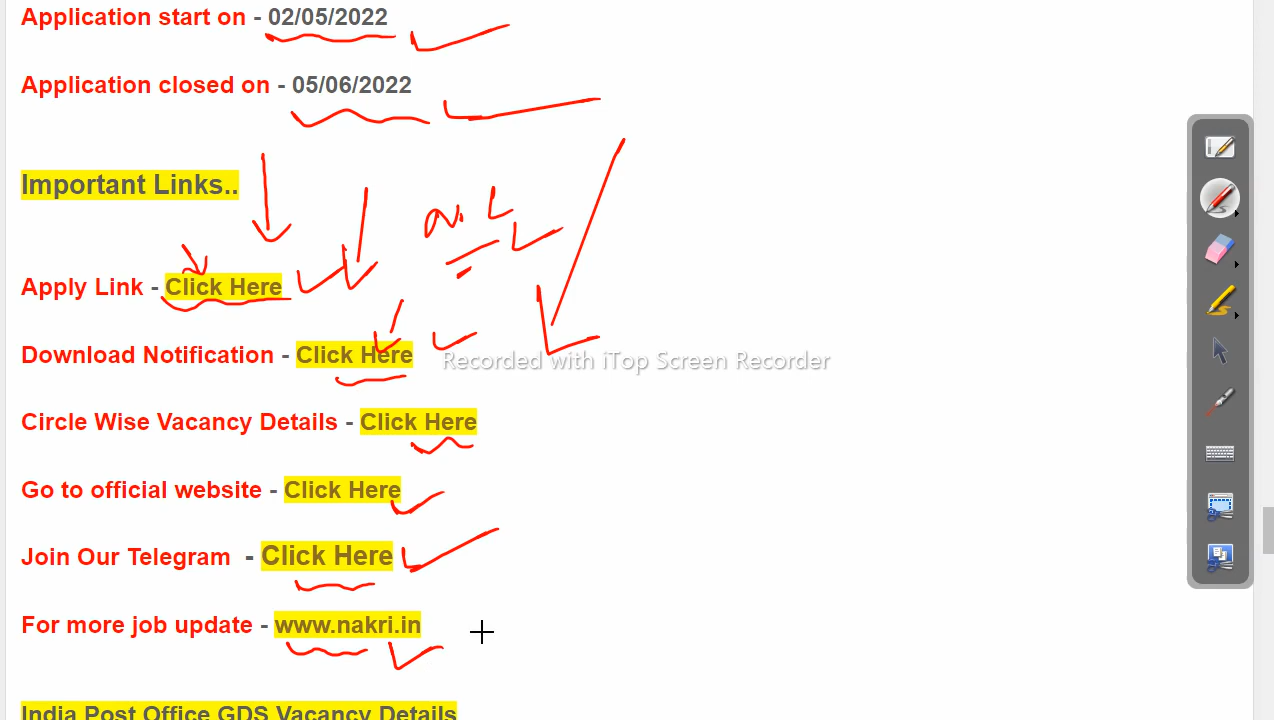 Application start on - 02/05/2022
Application closed on - 05/06/2022
Important Links..
Apply Link - Click Here
Download Notification - Click Here
Recorded with iTop Screen Recorder
Circle Wise Vacancy Details - Click Here
Go to official website - Click Here
Join Our Telegram - Click Here
For more job update - www.nakri.in
India Post Office GDS Vacancy Details